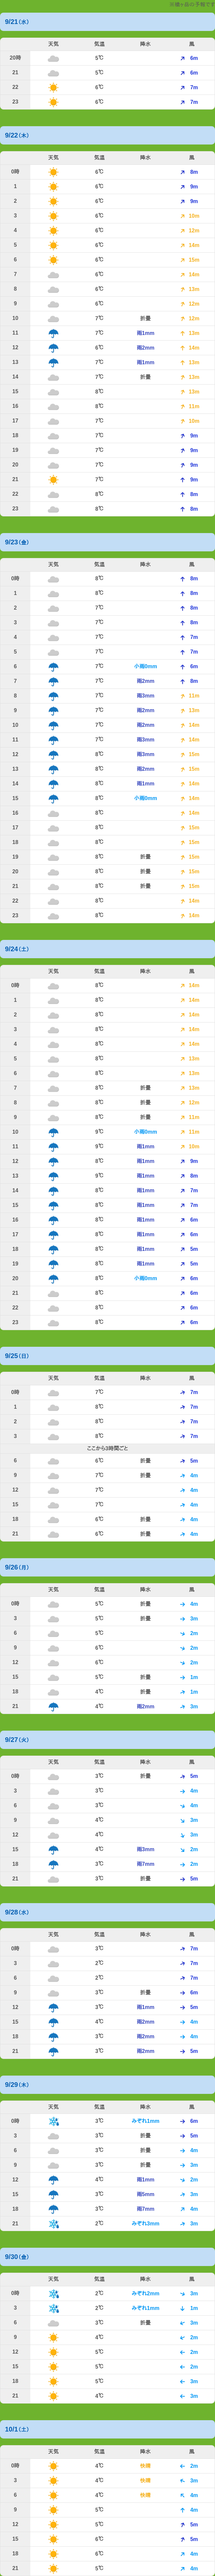 9/21（水）
天気 気温 降水 風
20時 5℃ 6m
21 5℃ 6m
22 6℃ 7m
23 6℃ 7m
9/22（木）
天気 気温 降水 風
0時 6℃ 8m
1 6℃ 9m
2 6℃ 9m
3 6℃ 10m
4 6℃ 12m
5 6℃ 14m
6 6℃ 15m
7 6℃ 14m
8 6℃ 13m
9 6℃ 12m
10 7℃ 折畳 12m
11 7℃ 雨1mm 13m
12 6℃ 雨2mm 14m
13 7℃ 雨1mm 13m
14 7℃ 折畳 13m
15 8℃ 13m
16 8℃ 11m
17 7℃ 10m
18 7℃ 9m
19 7℃ 9m
20 7℃ 9m
21 7℃ 9m
22 8℃ 8m
23 8℃ 8m
9/23（金）
天気 気温 降水 風
0時 8℃ 8m
1 8℃ 8m
2 7℃ 8m
3 7℃ 8m
4 7℃ 7m
5 7℃ 7m
6 7℃ 小雨0mm 6m
7 7℃ 雨2mm 8m
8 7℃ 雨3mm 11m
9 7℃ 雨2mm 13m
10 7℃ 雨2mm 14m
11 7℃ 雨3mm 14m
12 8℃ 雨3mm 15m
13 8℃ 雨2mm 15m
14 8℃ 雨1mm 14m
15 8℃ 小雨0mm 14m
16 8℃ 14m
17 8℃ 15m
18 8℃ 15m
19 8℃ 折畳 15m
20 8℃ 折畳 15m
21 8℃ 折畳 14m
22 8℃ 14m
23 8℃ 14m
9/24（土）
天気 気温 降水 風
0時 8℃ 14m
1 8℃ 14m
2 8℃ 14m
3 8℃ 14m
4 8℃ 14m
5 8℃ 13m
6 8℃ 13m
7 8℃ 折畳 13m
8 8℃ 折畳 12m
9 8℃ 折畳 11m
10 9℃ 小雨0mm 11m
11 9℃ 雨1mm 10m
12 8℃ 雨1mm 9m
13 9℃ 雨1mm 8m
14 8℃ 雨1mm 7m
15 8℃ 雨1mm 7m
16 8℃ 雨1mm 6m
17 8℃ 雨1mm 6m
18 8℃ 雨1mm 5m
19 8℃ 雨1mm 5m
20 8℃ 小雨0mm 6m
21 8℃ 6m
22 8℃ 6m
23 8℃ 6m
9/25（日）
天気 気温 降水 風
0時 7℃ 7m
1 8℃ 7m
2 8℃ 7m
3 8℃ 7m
ここから3時間ごと
6 6℃ 折畳 5m
9 7℃ 折畳 4m
12 7℃ 4m
15 7℃ 4m
18 6℃ 折畳 4m
21 6℃ 折畳 4m
9/26（月）
天気 気温 降水 風
0時 5℃ 折畳 4m
3 5℃ 折畳 3m
6 5℃ 2m
9 6℃ 2m
12 6℃ 2m
15 5℃ 折畳 1m
18 4℃ 折畳 1m
21 4℃ 雨2mm 3m
9/27（火）
天気 気温 降水 風
0時 3℃ 折畳 5m
3 3℃ 4m
6 3℃ 4m
9 4℃ 3m
12 4℃ 3m
15 4℃ 雨3mm 2m
18 3℃ 雨7mm 2m
21 3℃ 折畳 5m
9/28（水）
天気 気温 降水 風
0時 3℃ 7m
3 2℃ 7m
6 2℃ 7m
9 3℃ 折畳 6m
12 3℃ 雨1mm 5m
15 4℃ 雨2mm 4m
18 3℃ 雨2mm 4m
21 3℃ 雨2mm 5m
9/29（木）
天気 気温 降水 風
0時 3℃ みぞれ1mm 6m
3 3℃ 折畳 5m
6 3℃ 折畳 4m
9 3℃ 折畳 3m
12 4℃ 雨1mm 2m
15 3℃ 雨5mm 3m
18 3℃ 雨7mm 4m
21 2℃ みぞれ3mm 3m
9/30（金）
天気 気温 降水 風
0時 2℃ みぞれ2mm 3m
3 2℃ みぞれ1mm 1m
6 3℃ 折畳 3m
9 4℃ 2m
12 5℃ 2m
15 5℃ 2m
18 5℃ 3m
21 4℃ 3m
10/1（土）
天気 気温 降水 風
0時 4℃ 快晴 2m
3 4℃ 快晴 3m
6 4℃ 快晴 4m
9 5℃ 4m
12 5℃ 5m
15 6℃ 5m
18 6℃ 4m
21 5℃ 4m